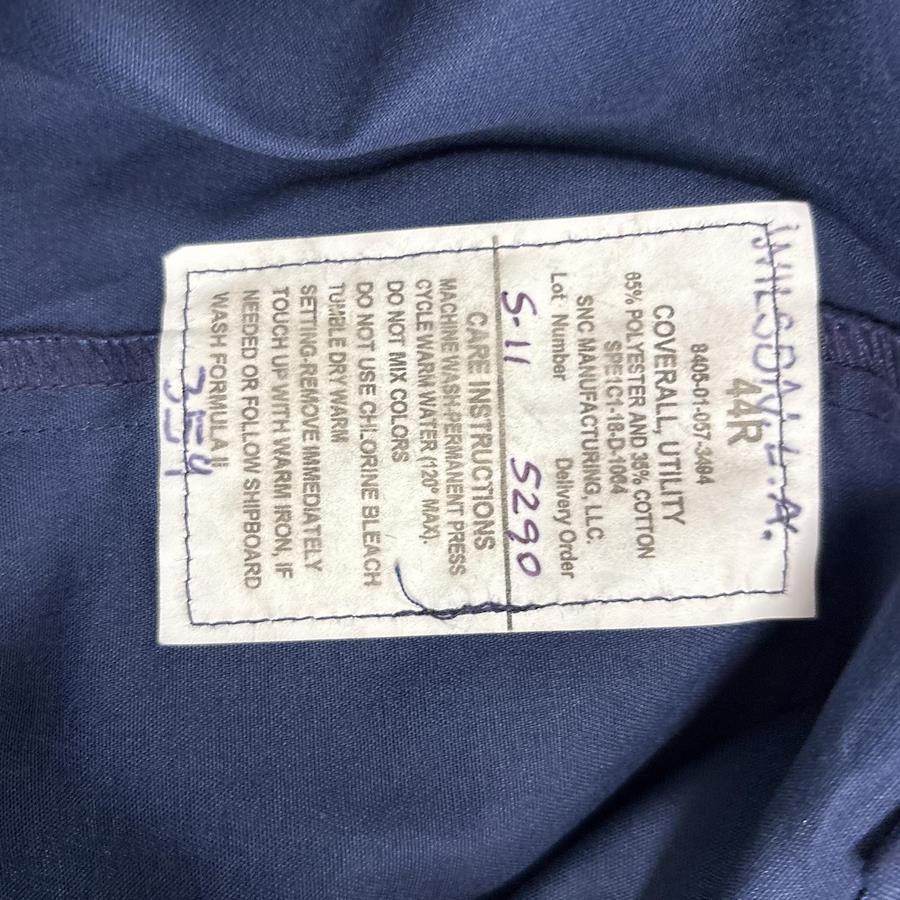 WILSON, L.A.
44R
8405-01-057-3494
COVERALL, UTILITY
65% POLYESTER AND 35% COTTON
SPE1C1-18-D-1064
SNC MANUFACTURING, LLC.
Lot Number Delivery Order
S-11 5290
CARE INSTRUCTIONS
MACHINE WASH-PERMANENT PRESS
CYCLE WARM WATER (120° MAX).
DO NOT MIX COLORS
DO NOT USE CHLORINE BLEACH
TUMBLE DRY WARM
SETTING-REMOVE IMMEDIATELY
TOUCH UP WITH WARM IRON, IF
NEEDED OR FOLLOW SHIPBOARD
WASH FORMULA II